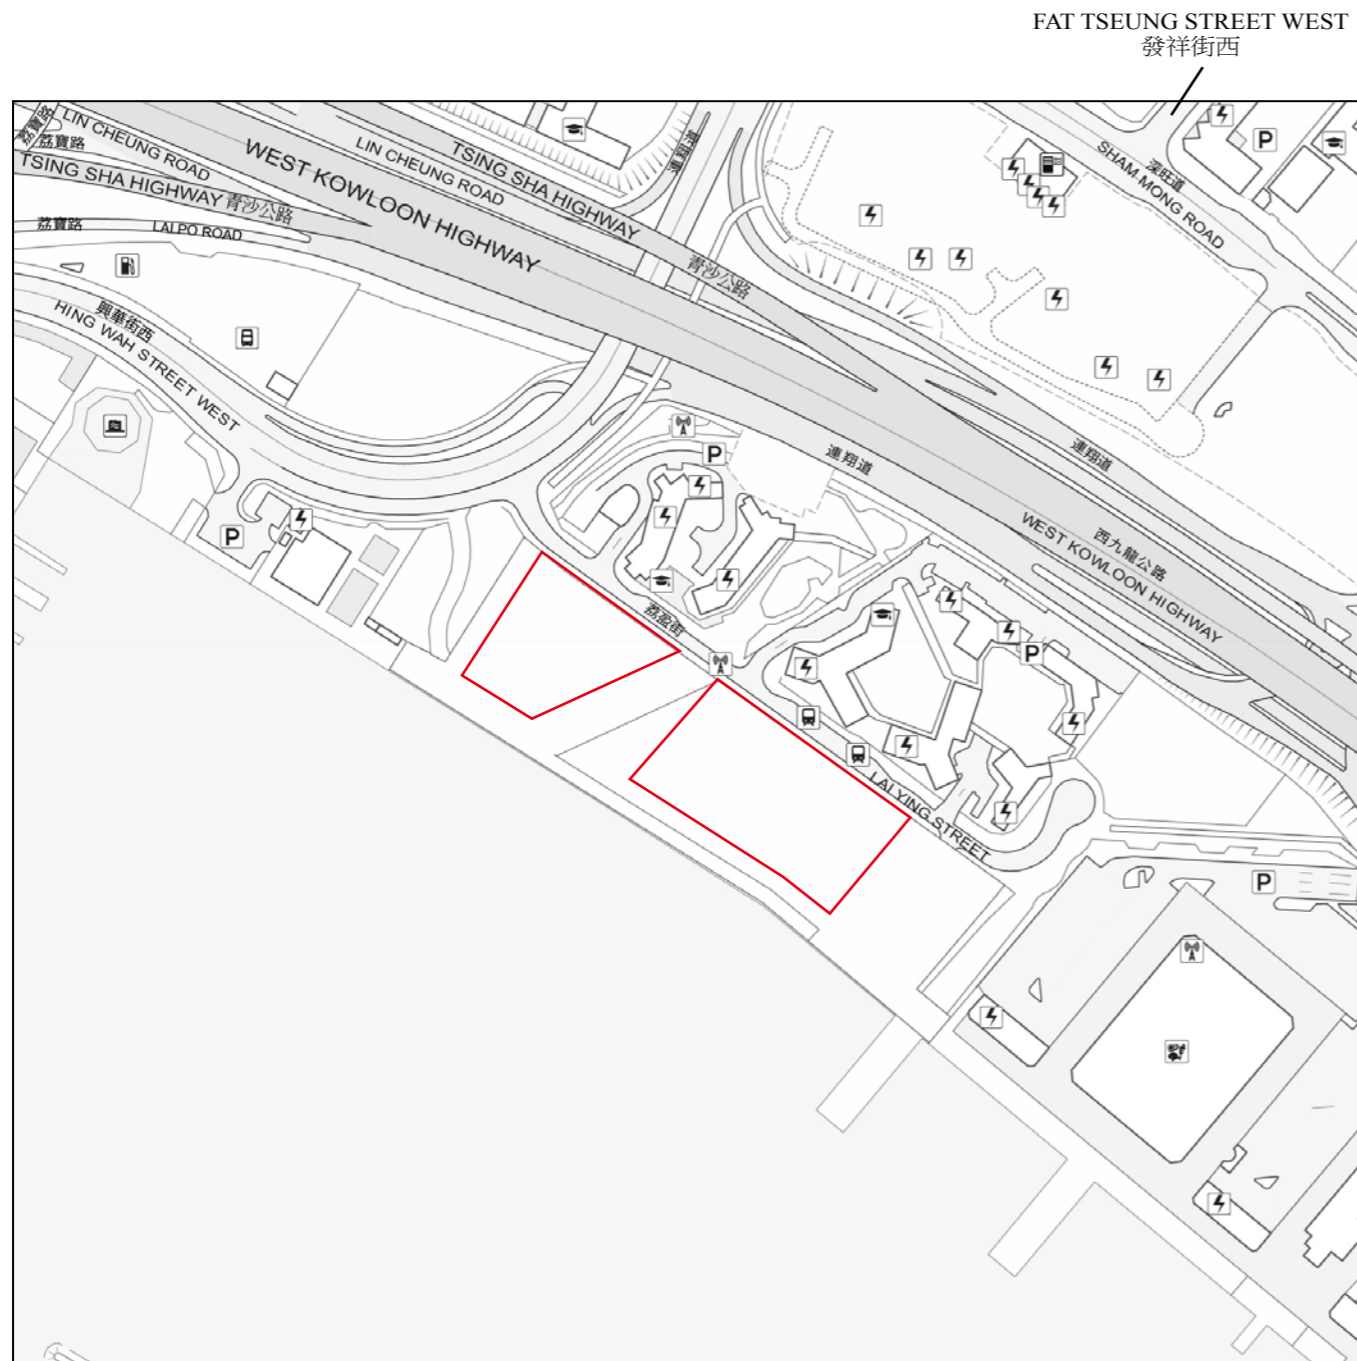 FAT TSEUNG STREET WEST
發祥街西
荔寶路
LIN CHEUNG ROAD
荔寶路
TSING SHA HIGHWAY 青沙公路
荔寶路
LAI PO ROAD
WEST KOWLOON HIGHWAY
LIN CHEUNG ROAD
TSING SHA HIGHWAY
青沙公路
連翔道
深旺道
SHAM MONG ROAD
P
興華街西
HING WAH STREET WEST
P
連翔道
連翔道
西九龍公路
WEST KOWLOON HIGHWAY
P
荔盈街
P
LAI YING STREET
P